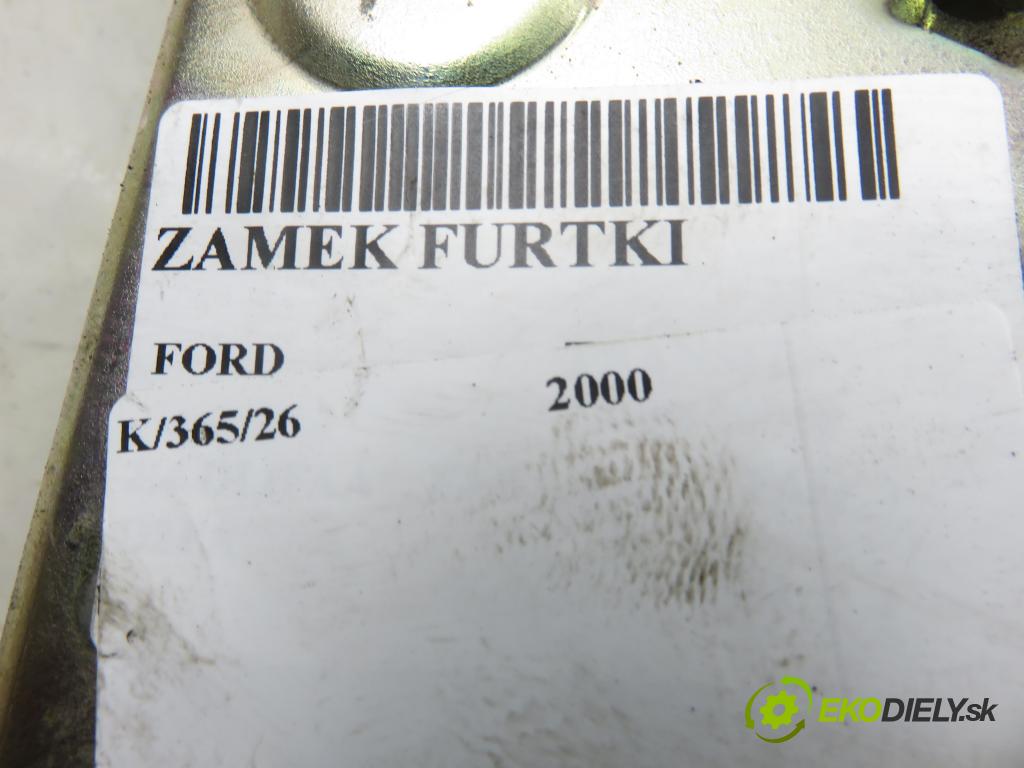 ZAMEK FURTKI
FORD
2000
K/365/26
EKODIELY.sk